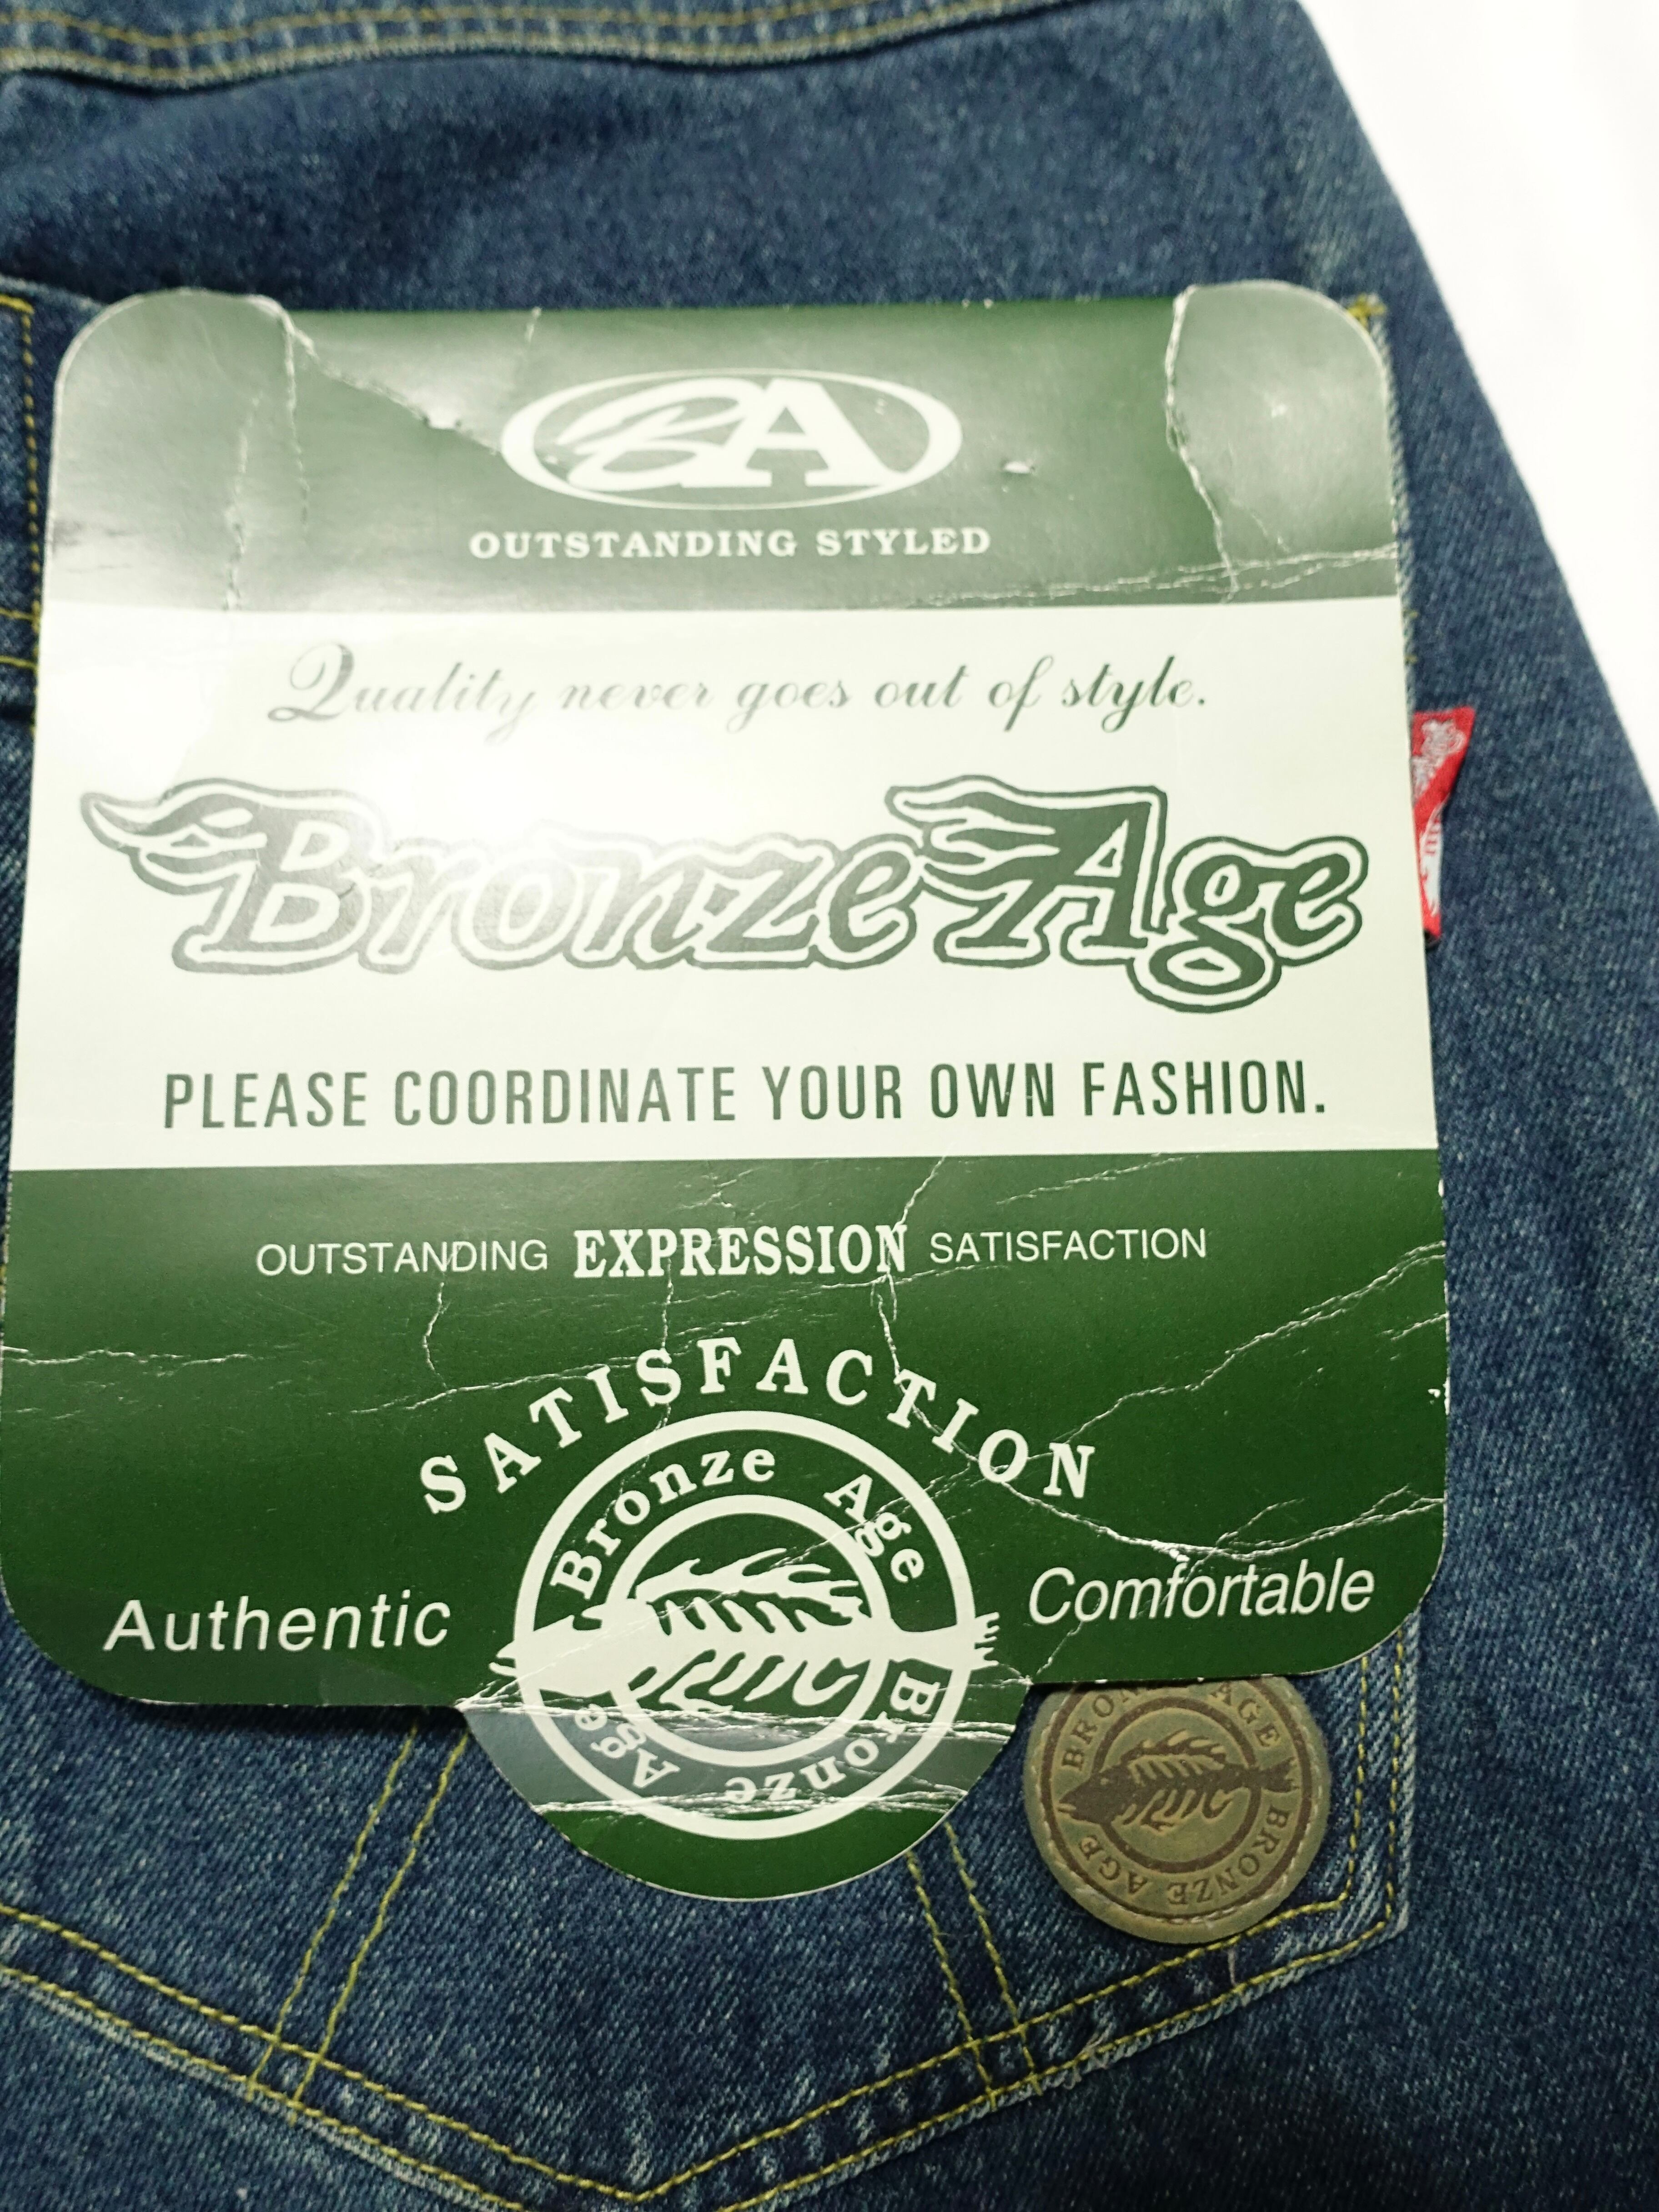 BA
OUTSTANDING STYLED
Quality never goes out of style.
Bronze Age
PLEASE COORDINATE YOUR OWN FASHION.
OUTSTANDING EXPRESSION SATISFACTION
SATISFACTION
Bronze Age
Authentic
Comfortable
Bronze Age
BRONZE AGE
BRONZE AGE